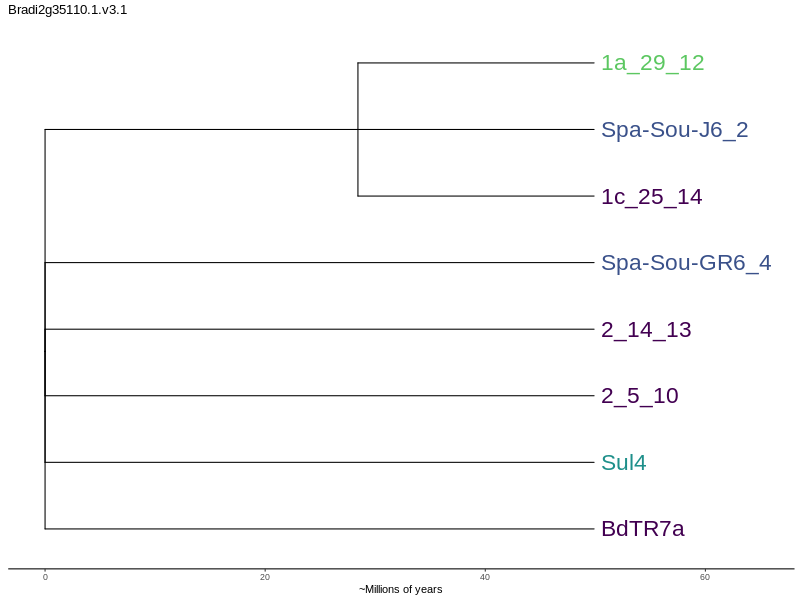 Bradi2g35110.1.v3.1
1a_29_12
Spa-Sou-J6_2
1c_25_14
Spa-Sou-GR6_4
2_14_13
2_5_10
Sul4
BdTR7a
0 20 40 60
~Millions of years